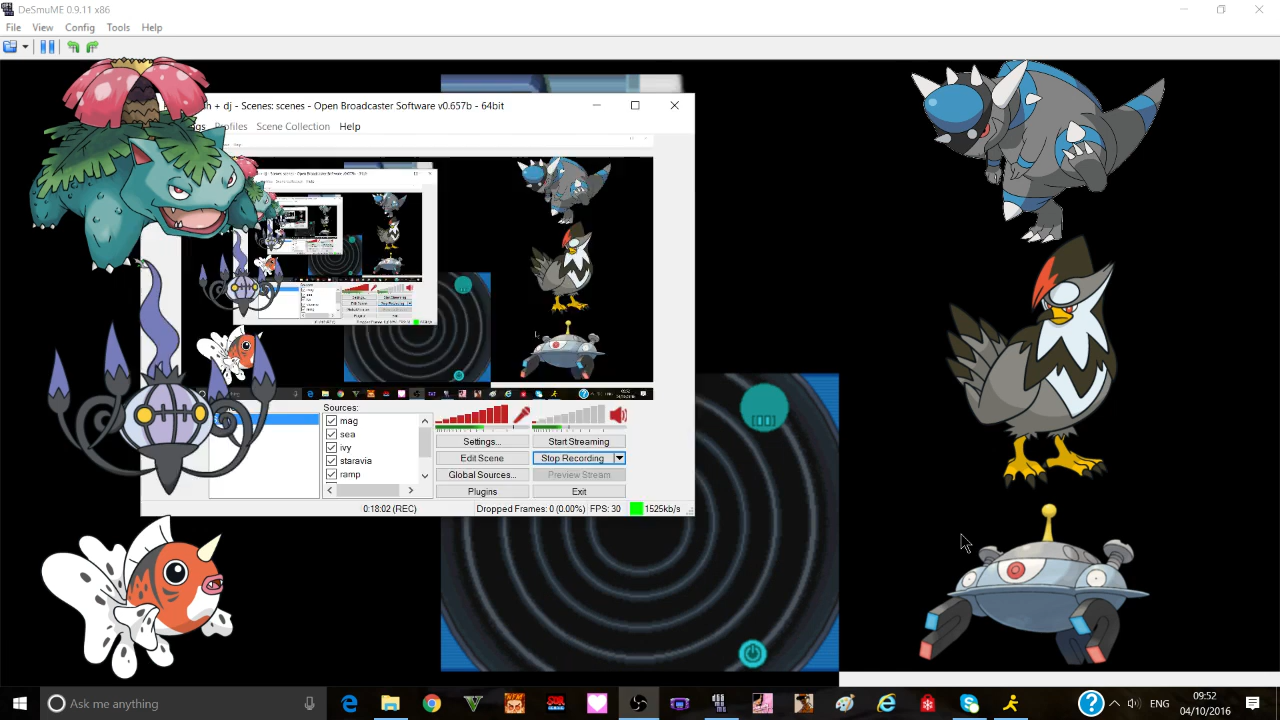 DeSmuME 0.9.11 x86
File View Config Tools Help
+ dj - Scenes: scenes - Open Broadcaster Software v0.657b - 64bit
Profiles Scene Collection Help
Sources:
mag
sea
ivy
staravia
ramp
Settings... Start Streaming
Edit Scene Stop Recording
Global Sources... Preview Stream
Plugins Exit
0:18:02 (REC) Dropped Frames: 0 (0.00%) FPS: 30 1525kb/s
Ask me anything
ENG
09:52
04/10/2016